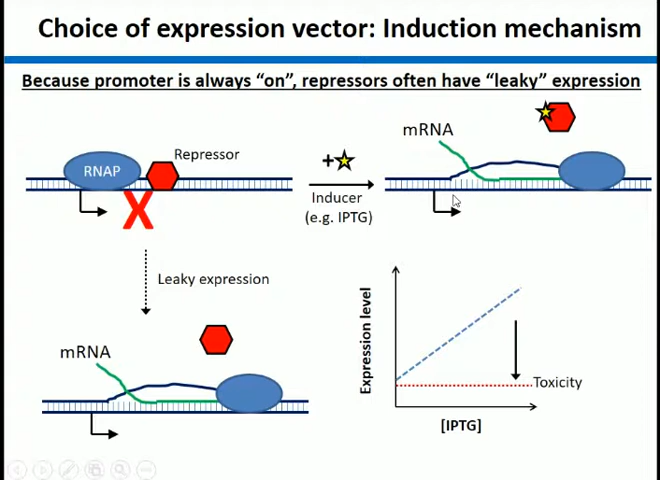 Choice of expression vector: Induction mechanism
Because promoter is always “on”, repressors often have “leaky” expression
RNAP
Repressor
+
Inducer
(e.g. IPTG)
mRNA
X
Leaky expression
mRNA
Expression level
Toxicity
[IPTG]